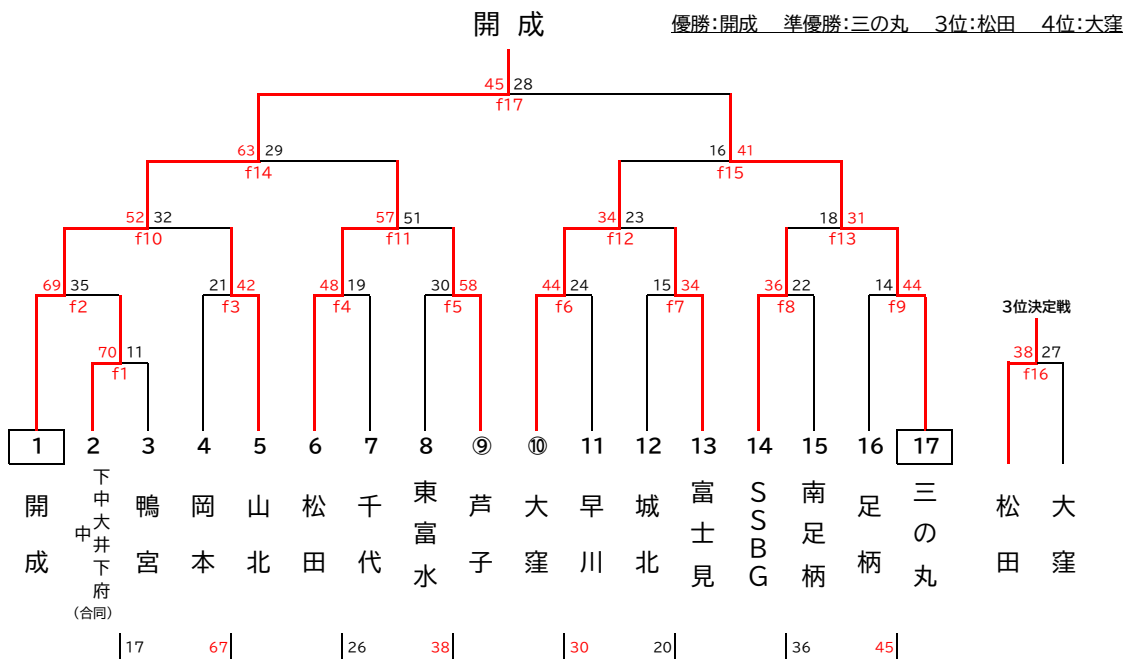 開 成
優勝：開成　準優勝：三の丸　3位：松田　4位：大窪
45 28
f17
63 29
f14
16 41
f15
52 32
f10
57 51
f11
34 23
f12
18 31
f13
69 35
f2
21 42
f3
48 19
f4
30 58
f5
44 24
f6
15 34
f7
36 22
f8
14 44
f9
3位決定戦
70 11
f1
38 27
f16
1 2 3 4 5 6 7 8 ⑨ ⑩ 11 12 13 14 15 16 17
開成
下中大井下府中
(合同)
鴨宮
岡本
山北
松田
千代
東富水
芦子
大窪
早川
城北
富士見
SSBG
南足柄
足柄
三の丸
松田
大窪
17 67 26 38 30 20 36 45